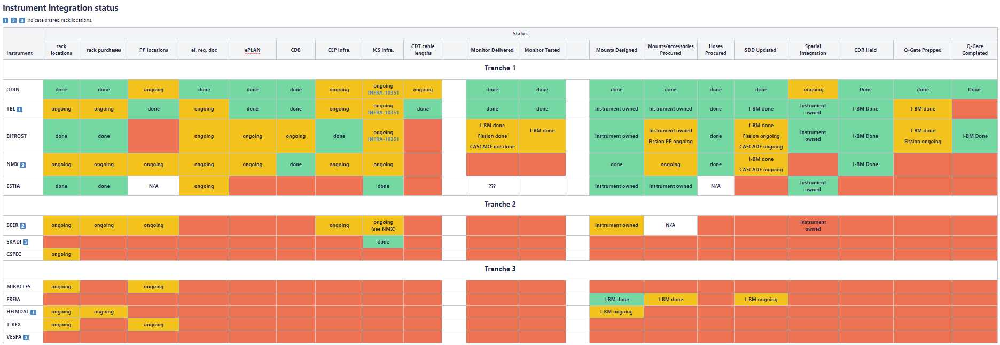 Instrument integration status
1 2 3 indicate shared rack locations.
Instrument Status
rack locations rack purchases PP locations el. req. doc ePLAN CDB CEP infra. ICS infra. CDT cable lengths Monitor Delivered Monitor Tested Mounts Designed Mounts/accessories Procured Hoses Procured SDD Updated Spatial Integration CDR Held Q-Gate Prepped Q-Gate Completed
Tranche 1
ODIN done done ongoing done done done ongoing ongoing INFRA-10351 ongoing done done done done done done ongoing Done done Done
TBL 1 ongoing ongoing done ongoing done done ongoing ongoing INFRA-10351 done done done Instrument owned Instrument owned done I-BM done Instrument owned I-BM Done I-BM done
BIFROST done done ongoing ongoing ongoing done ongoing INFRA-10351 I-BM done Fission done CASCADE not done I-BM done Instrument owned Instrument owned Fission PP ongoing done I-BM done Fission ongoing CASCADE ongoing Instrument owned I-BM Done I-BM done Fission ongoing I-BM Done
NMX 2 ongoing ongoing ongoing ongoing ongoing done ongoing ongoing done ongoing done I-BM done CASCADE ongoing I-BM Done
ESTIA done done N/A ongoing done ??? Instrument owned Instrument owned N/A Instrument owned
Tranche 2
BEER 2 ongoing ongoing ongoing ongoing ongoing (see NMX) Instrument owned N/A Instrument owned
SKADI 3 done
CSPEC ongoing
Tranche 3
MIRACLES ongoing ongoing
FREIA I-BM done I-BM done I-BM ongoing
HEIMDAL 1 ongoing ongoing I-BM ongoing
T-REX ongoing ongoing
VESPA 3